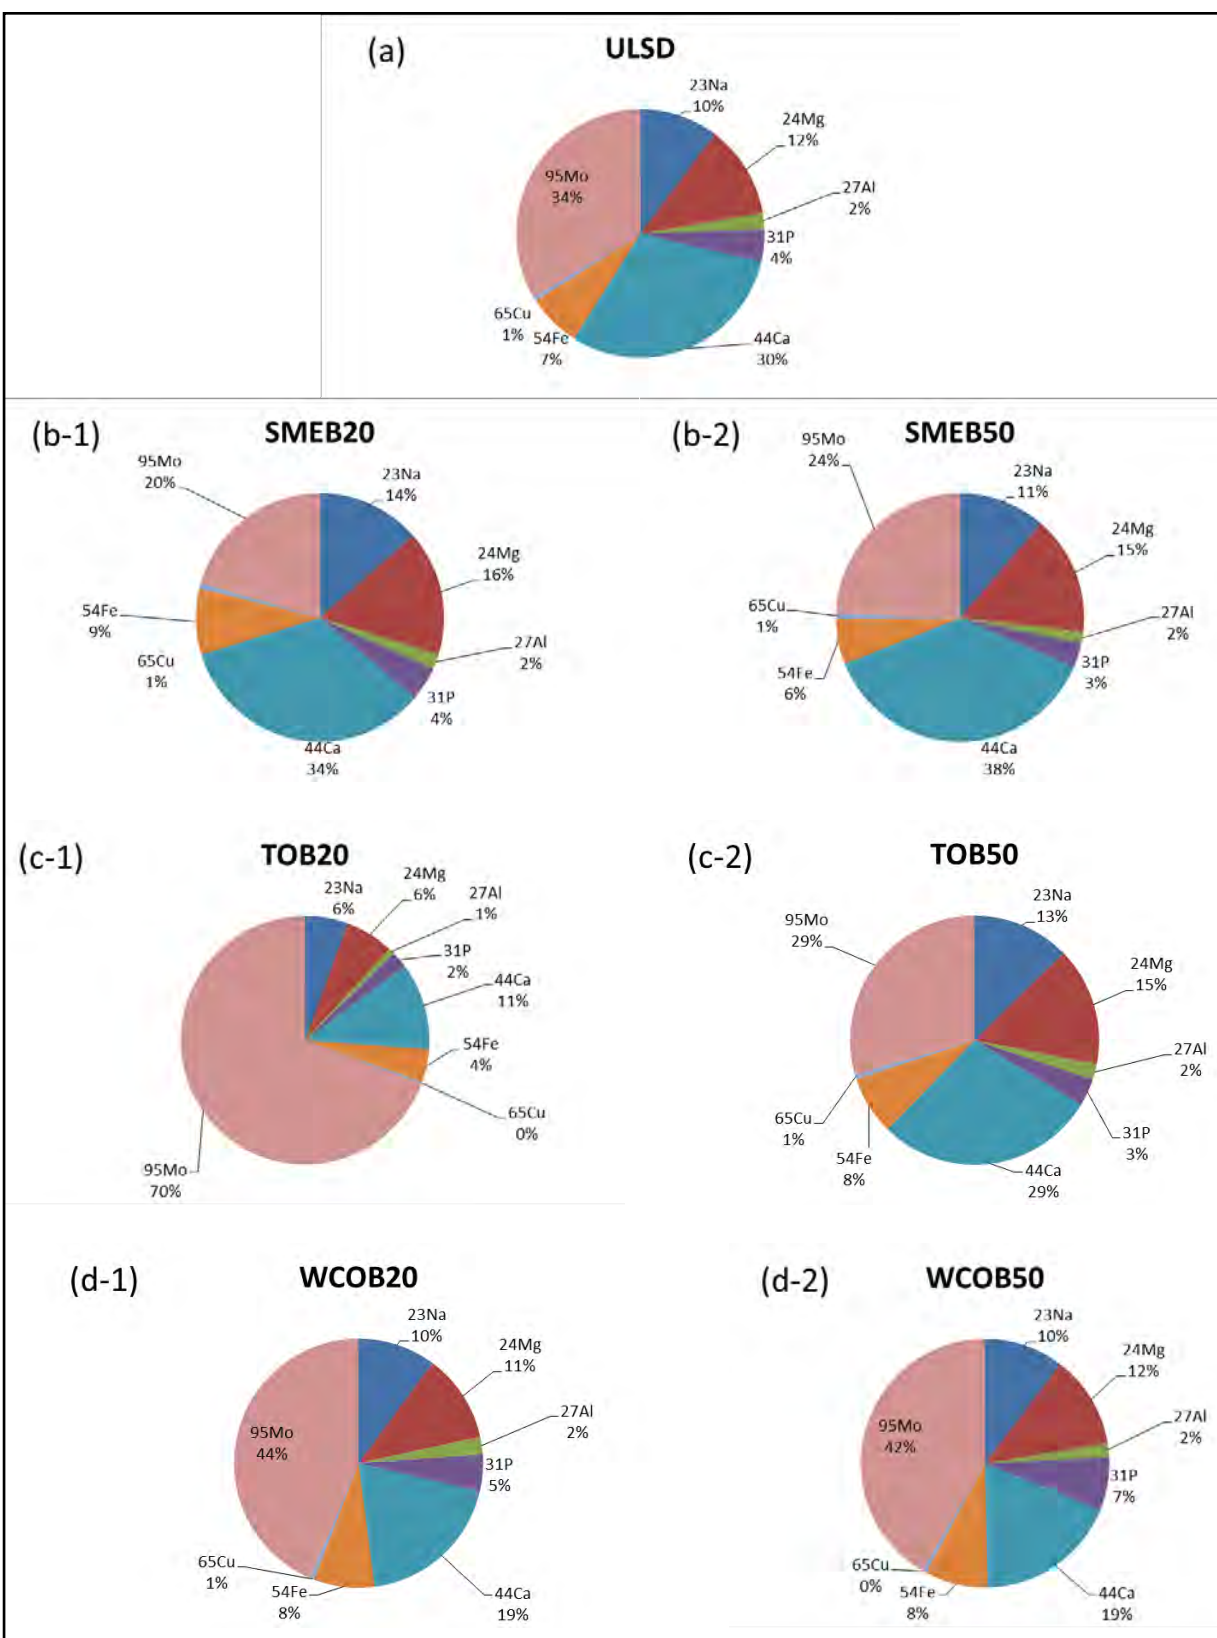 (a)
ULSD
23Na
10%
24Mg
12%
27Al
2%
31P
4%
44Ca
30%
54Fe
7%
65Cu
1%
95Mo
34%
(b-1)
SMEB20
23Na
14%
24Mg
16%
27Al
2%
31P
4%
44Ca
34%
65Cu
1%
54Fe
9%
95Mo
20%
(b-2)
SMEB50
23Na
11%
24Mg
15%
27Al
2%
31P
3%
44Ca
38%
54Fe
6%
65Cu
1%
95Mo
24%
(c-1)
TOB20
23Na
6%
24Mg
6%
27Al
1%
31P
2%
44Ca
11%
54Fe
4%
65Cu
0%
95Mo
70%
(c-2)
TOB50
23Na
13%
24Mg
15%
27Al
2%
31P
3%
44Ca
29%
54Fe
8%
65Cu
1%
95Mo
29%
(d-1)
WCOB20
23Na
10%
24Mg
11%
27Al
2%
31P
5%
44Ca
19%
54Fe
8%
65Cu
1%
95Mo
44%
(d-2)
WCOB50
23Na
10%
24Mg
12%
27Al
2%
31P
7%
44Ca
19%
54Fe
8%
65Cu
0%
95Mo
42%